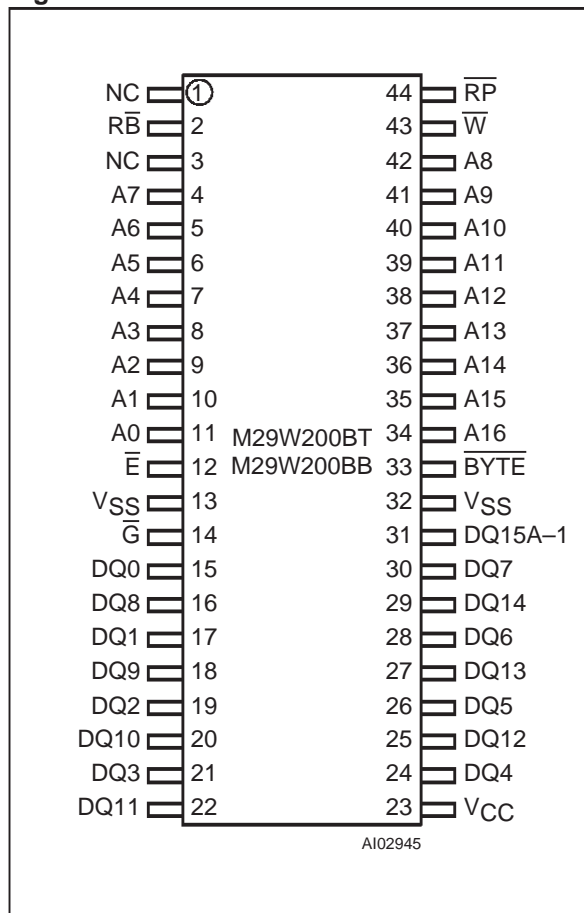 NC 1 44 R̅P̅
RB̅ 2 43 W̅
NC 3 42 A8
A7 4 41 A9
A6 5 40 A10
A5 6 39 A11
A4 7 38 A12
A3 8 37 A13
A2 9 36 A14
A1 10 35 A15
A0 11 M29W200BT 34 A16
E̅ 12 M29W200BB 33 B̅Y̅T̅E̅
VSS 13 32 VSS
G̅ 14 31 DQ15A–1
DQ0 15 30 DQ7
DQ8 16 29 DQ14
DQ1 17 28 DQ6
DQ9 18 27 DQ13
DQ2 19 26 DQ5
DQ10 20 25 DQ12
DQ3 21 24 DQ4
DQ11 22 23 VCC
AI02945